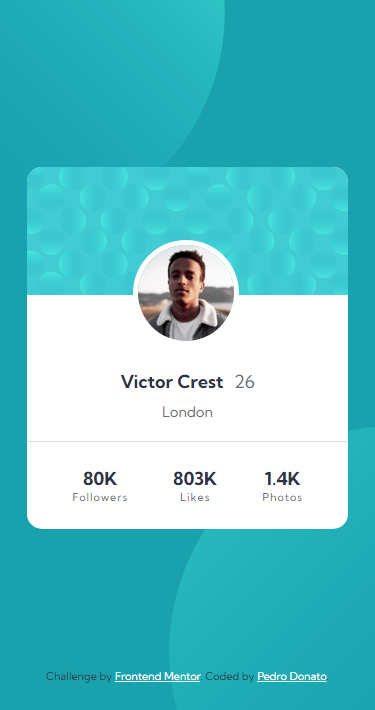 Victor Crest 26
London
80K 803K 1.4K
Followers Likes Photos
Challenge by Frontend Mentor. Coded by Pedro Donato